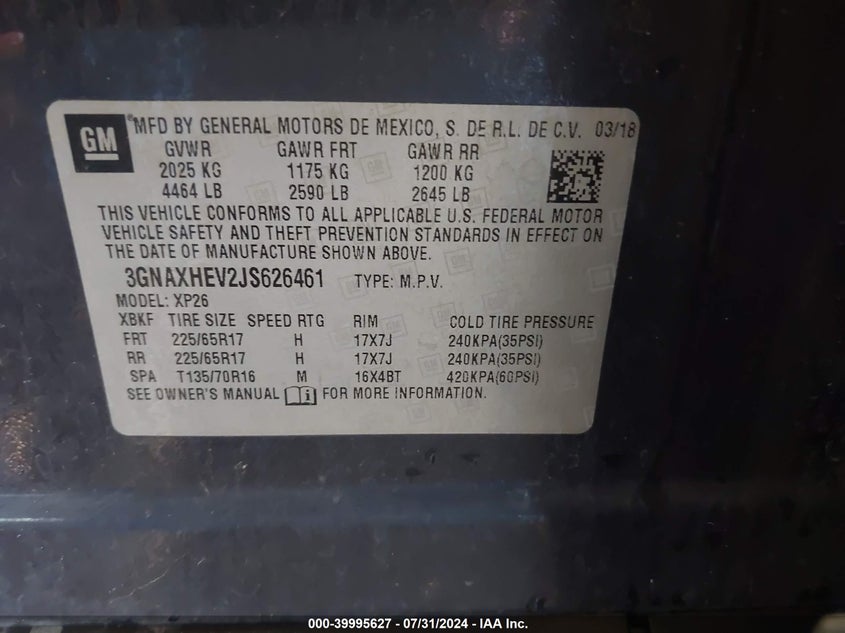 GM
®MFD BY GENERAL MOTORS DE MEXICO, S. DE R.L. DE C.V. 03/18
GVWR GAWR FRT GAWR RR
2025 KG 1175 KG 1200 KG
4464 LB 2590 LB 2645 LB
THIS VEHICLE CONFORMS TO ALL APPLICABLE U.S. FEDERAL MOTOR
VEHICLE SAFETY AND THEFT PREVENTION STANDARDS IN EFFECT ON
THE DATE OF MANUFACTURE SHOWN ABOVE.
3GNAXHEV2JS626461 TYPE: M.P.V.
MODEL: XP26
XBKF TIRE SIZE SPEED RTG RIM COLD TIRE PRESSURE
FRT 225/65R17 H 17X7J 240KPA(35PSI)
RR 225/65R17 H 17X7J 240KPA(35PSI)
SPA T135/70R16 M 16X4BT 420KPA(60PSI)
SEE OWNER'S MANUAL FOR MORE INFORMATION.
000-39995627 - 07/31/2024 - IAA Inc.